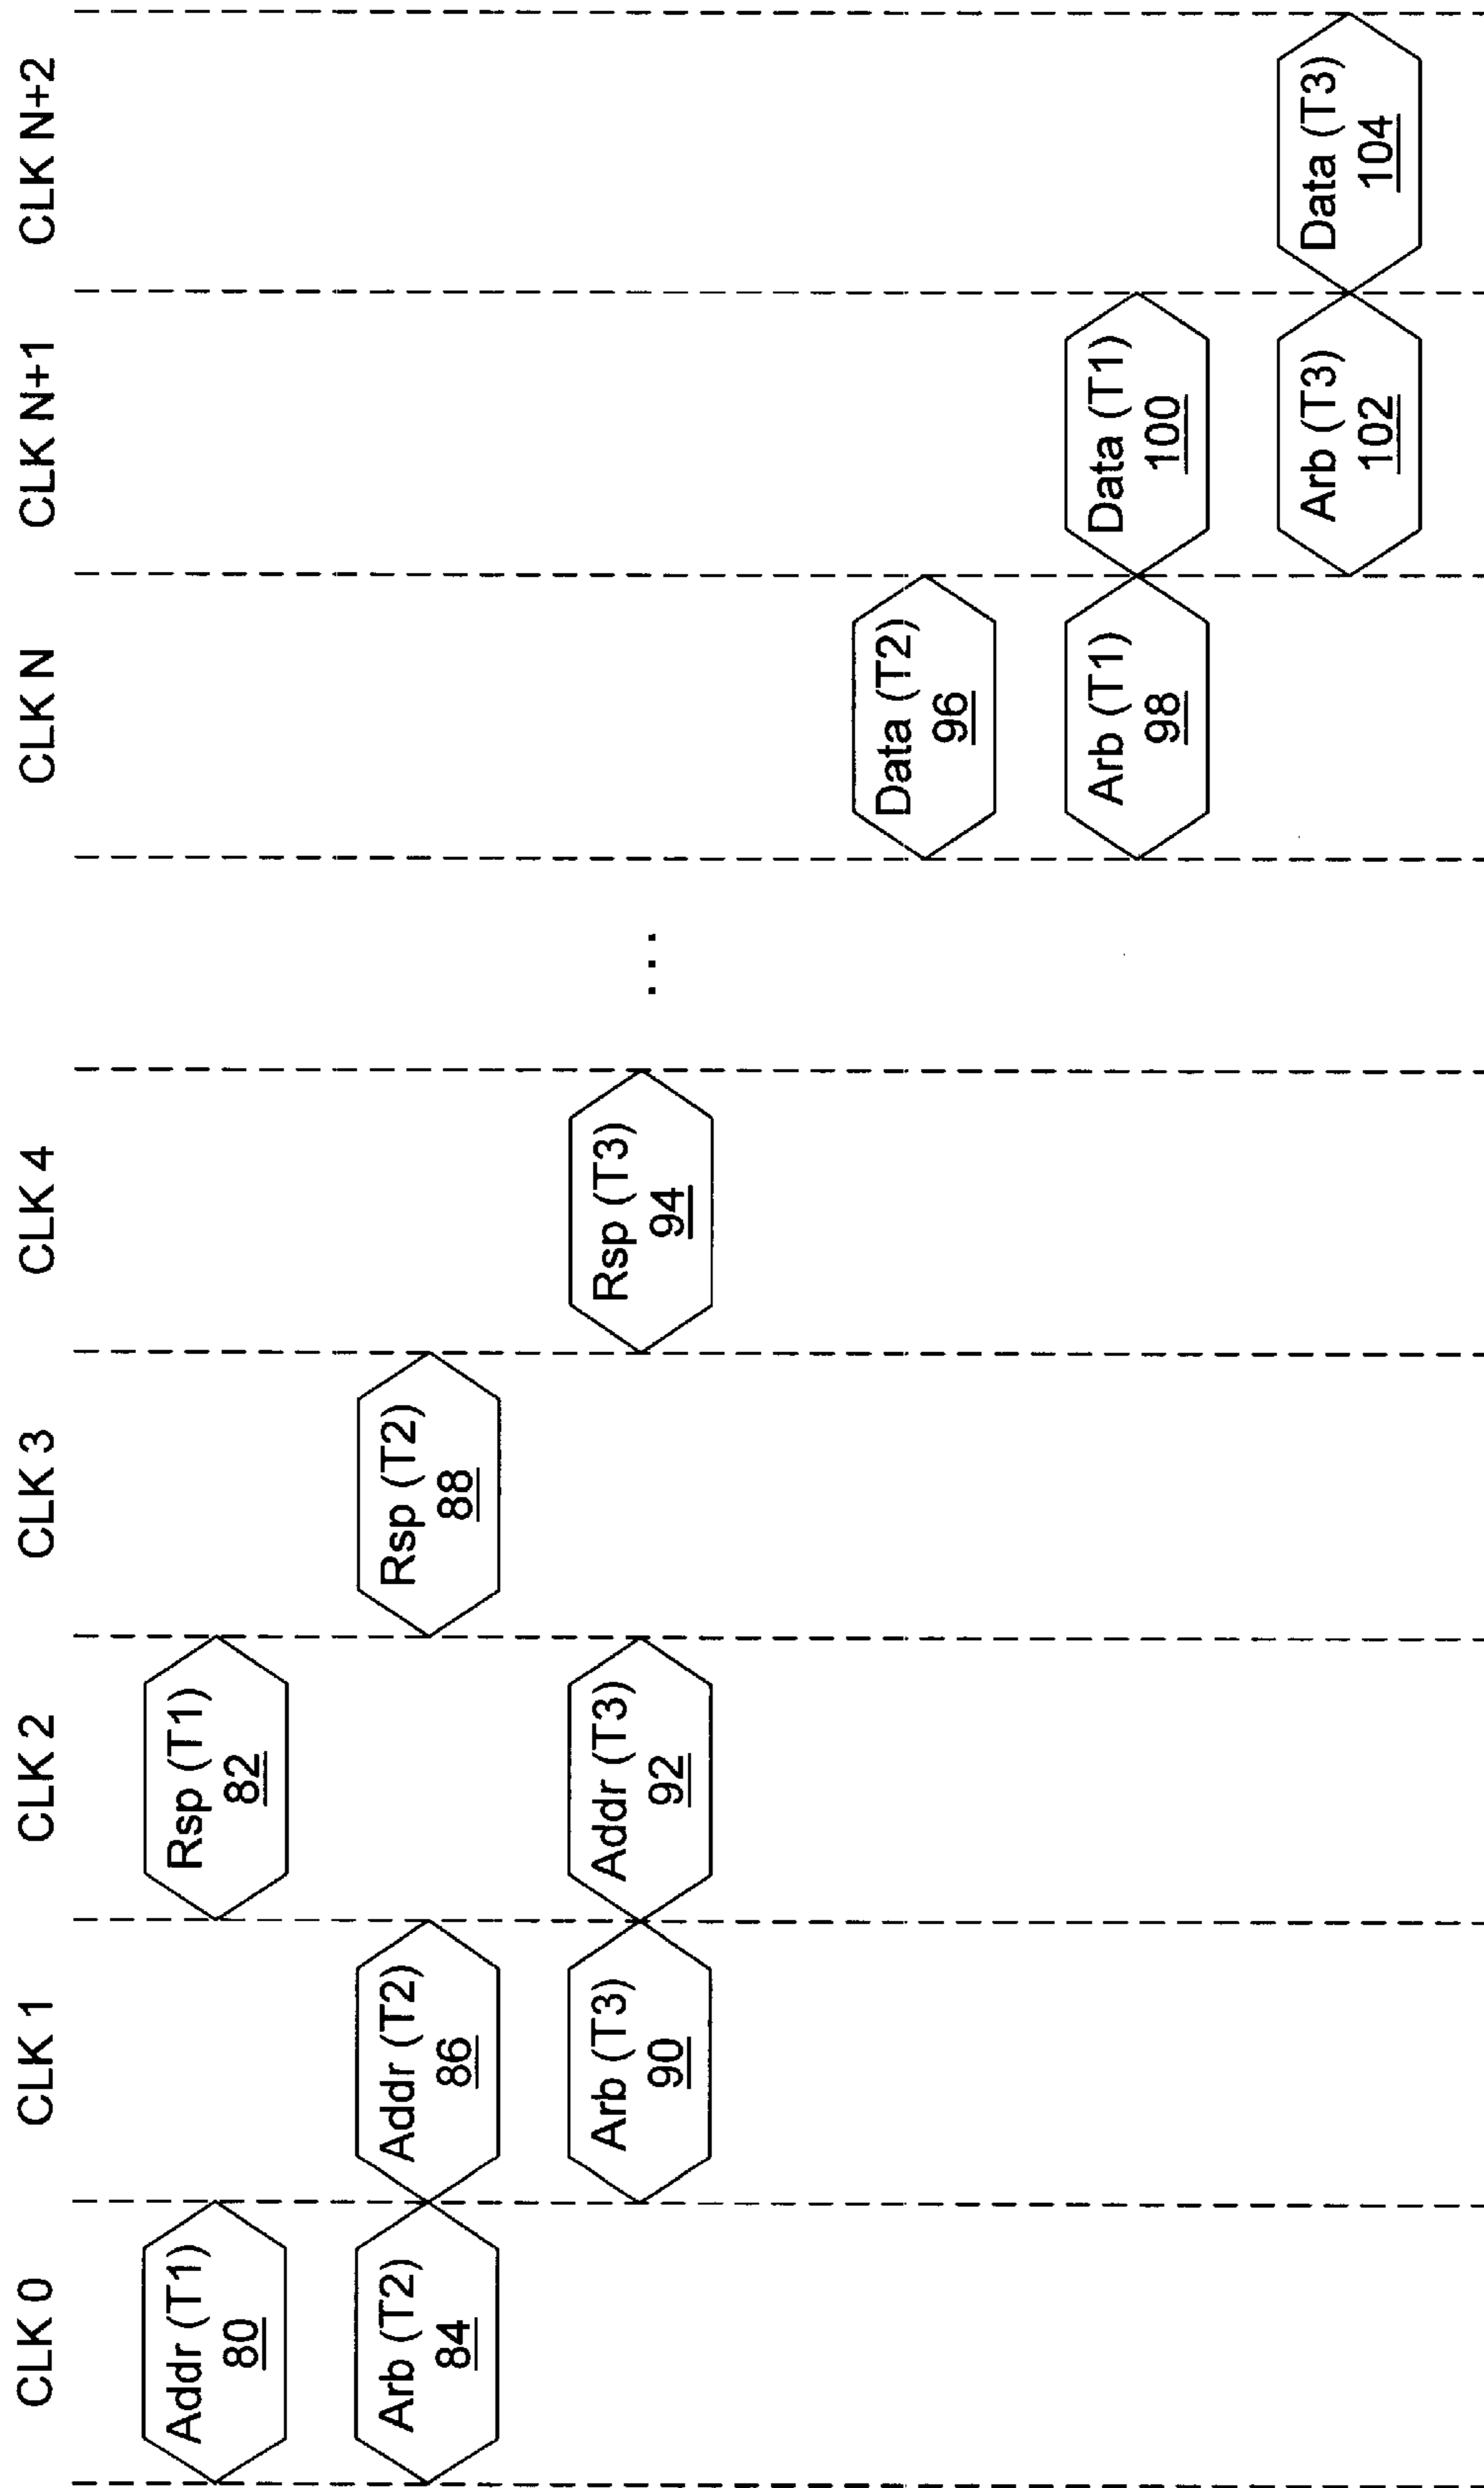 CLK 0
CLK 1
CLK 2
CLK 3
CLK 4
CLK N
CLK N+1
CLK N+2
Addr (T1)
80
Rsp (T1)
82
Arb (T2)
84
Addr (T2)
86
Rsp (T2)
88
Arb (T3)
90
Addr (T3)
92
Rsp (T3)
94
...
Data (T2)
96
Arb (T1)
98
Data (T1)
100
Arb (T3)
102
Data (T3)
104